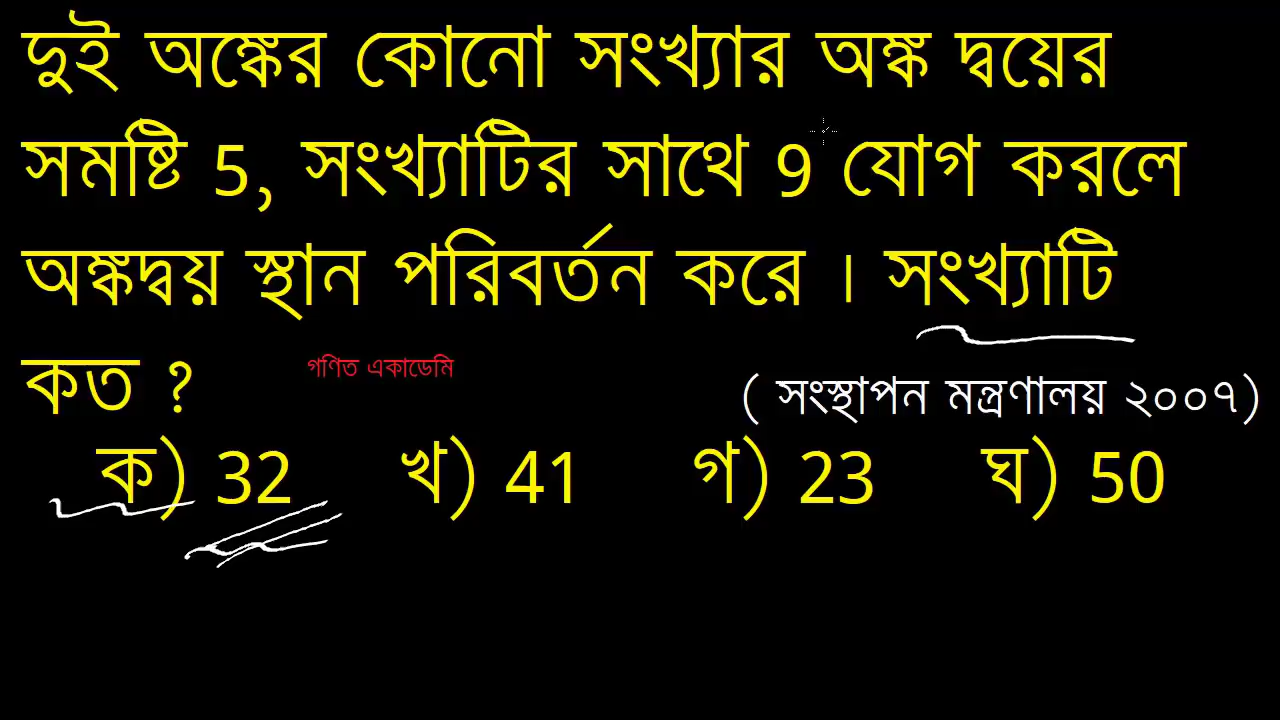 দুই অঙ্কের কোনো সংখ্যার অঙ্ক দ্বয়ের
সমষ্টি 5, সংখ্যাটির সাথে 9 যোগ করলে
অঙ্কদ্বয় স্থান পরিবর্তন করে । সংখ্যাটি
কত ?
গণিত একাডেমি
( সংস্থাপন মন্ত্রণালয় ২০০৭)
ক) 32 খ) 41 গ) 23 ঘ) 50